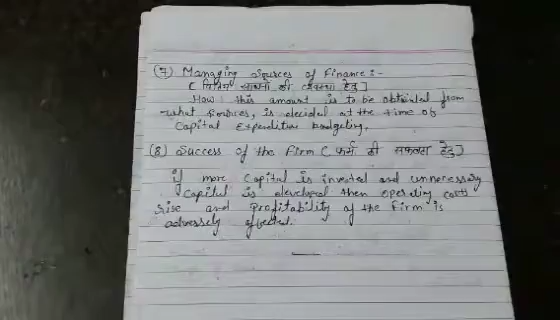 (7) Managing Sources of Finance :-
( वित्तिय साधनों की व्यवस्था हेतु ]
How this amount is to be obtained from
what sources, is decided at the time of
Capital Expenditure budgeting.
(8) Success of the Firm ( फर्म की सफलता हेतु ]
if more Capital is invested and unnecessary
Capital is developed then operating cost
rise and Profitability of the firm is
adversely effected.